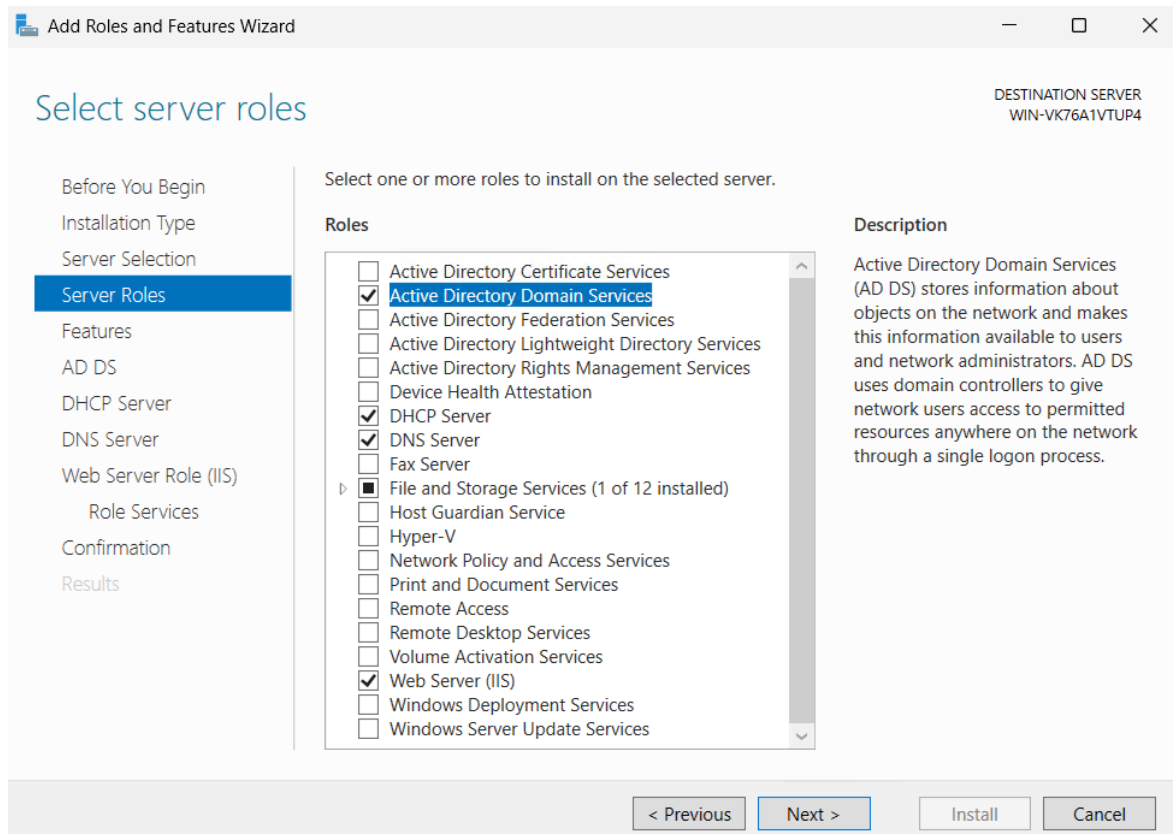 Add Roles and Features Wizard
Select server roles
DESTINATION SERVER
WIN-VK76A1VTUP4
Before You Begin
Installation Type
Server Selection
Server Roles
Features
AD DS
DHCP Server
DNS Server
Web Server Role (IIS)
Role Services
Confirmation
Results
Select one or more roles to install on the selected server.
Roles
Active Directory Certificate Services
Active Directory Domain Services
Active Directory Federation Services
Active Directory Lightweight Directory Services
Active Directory Rights Management Services
Device Health Attestation
DHCP Server
DNS Server
Fax Server
File and Storage Services (1 of 12 installed)
Host Guardian Service
Hyper-V
Network Policy and Access Services
Print and Document Services
Remote Access
Remote Desktop Services
Volume Activation Services
Web Server (IIS)
Windows Deployment Services
Windows Server Update Services
Description
Active Directory Domain Services
(AD DS) stores information about
objects on the network and makes
this information available to users
and network administrators. AD DS
uses domain controllers to give
network users access to permitted
resources anywhere on the network
through a single logon process.
< Previous
Next >
Install
Cancel